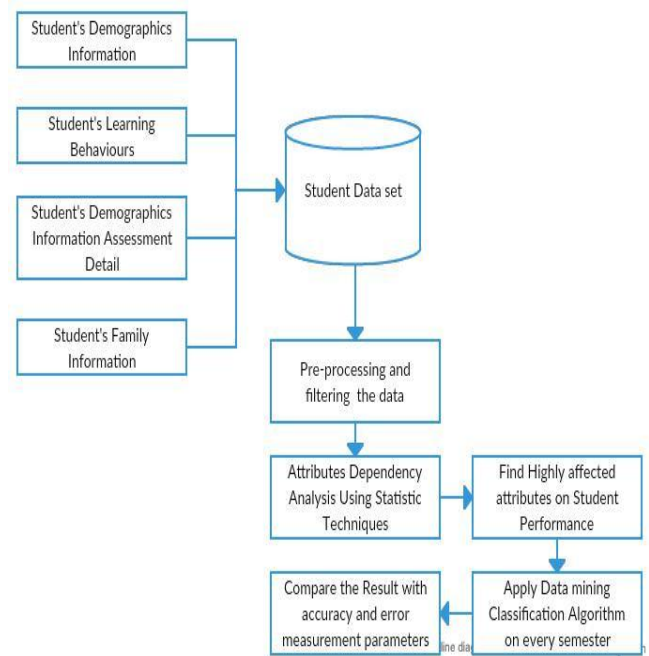 Student's Demographics
Information
Student's Learning
Behaviours
Student's Demographics
Information Assessment
Detail
Student's Family
Information
Student Data set
Pre-processing and
filtering the data
Attributes Dependency
Analysis Using Statistic
Techniques
Find Highly affected
attributes on Student
Performance
Apply Data mining
Classification Algorithm
on every semester
Compare the Result with
accuracy and error
measurement parameters
line